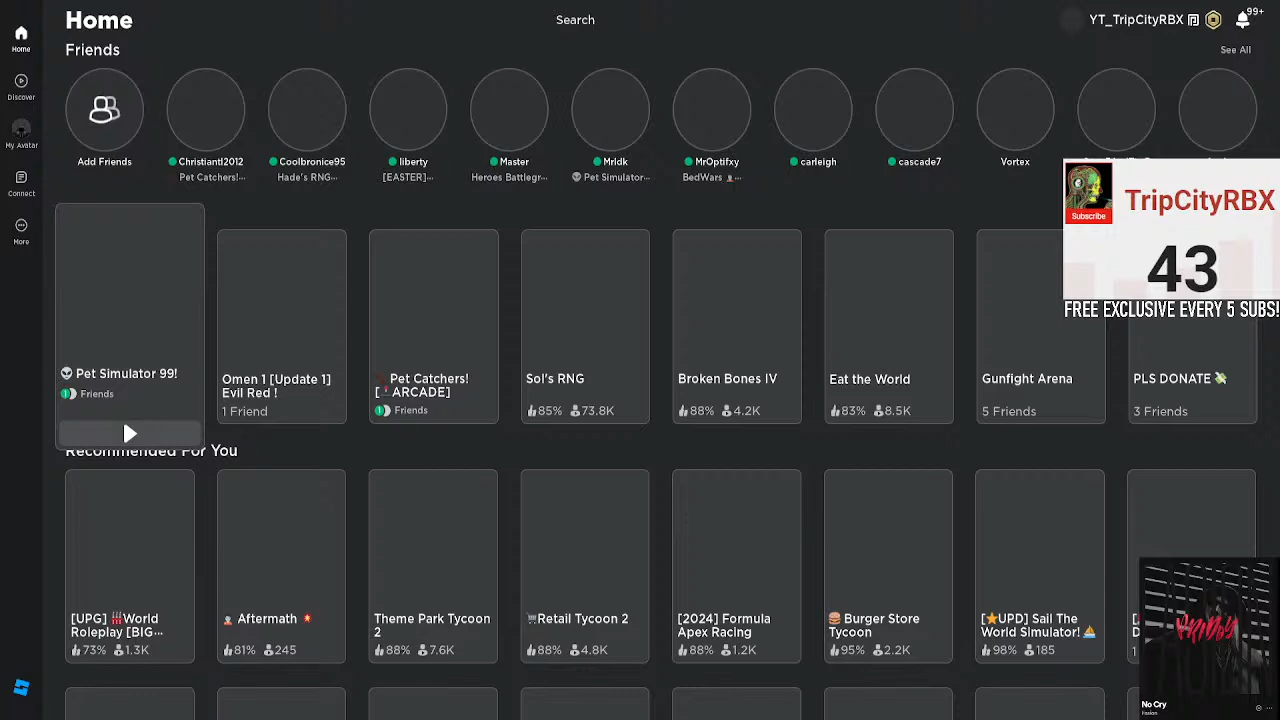 Home
Search
YT_TripCityRBX
99+
Friends
See All
Home
Discover
My Avatar
Connect
More
Add Friends
Christiantl2012
Coolbronice95
liberty
Master
Mrldk
MrOptifxy
carleigh
cascade7
Vortex
Pet Catchers!...
Hade's RNG...
[EASTER]...
Heroes Battlegr...
Pet Simulator...
BedWars
Subscribe
TripCityRBX
43
FREE EXCLUSIVE EVERY 5 SUBS!
Pet Simulator 99!
1 Friends
Omen 1 [Update 1]
Evil Red !
1 Friend
Pet Catchers!
[ARCADE]
1 Friends
Sol's RNG
85% 73.8K
Broken Bones IV
88% 4.2K
Eat the World
83% 8.5K
Gunfight Arena
5 Friends
PLS DONATE
3 Friends
Recommended For You
[UPG] World
Roleplay [BIG...
73% 1.3K
Aftermath
81% 245
Theme Park Tycoon
2
88% 7.6K
Retail Tycoon 2
88% 4.8K
[2024] Formula
Apex Racing
88% 1.2K
Burger Store
Tycoon
95% 2.2K
[UPD] Sail The
World Simulator!
98% 185
No Cry